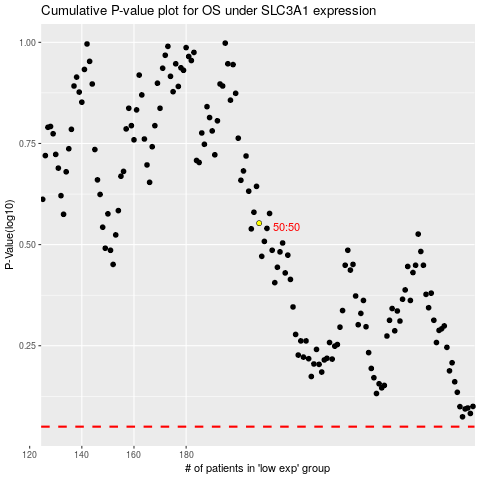 Cumulative P-value plot for OS under SLC3A1 expression
P-Value(log10)
1.00
0.75
0.50
0.25
50:50
120 140 160 180
# of patients in 'low exp' group